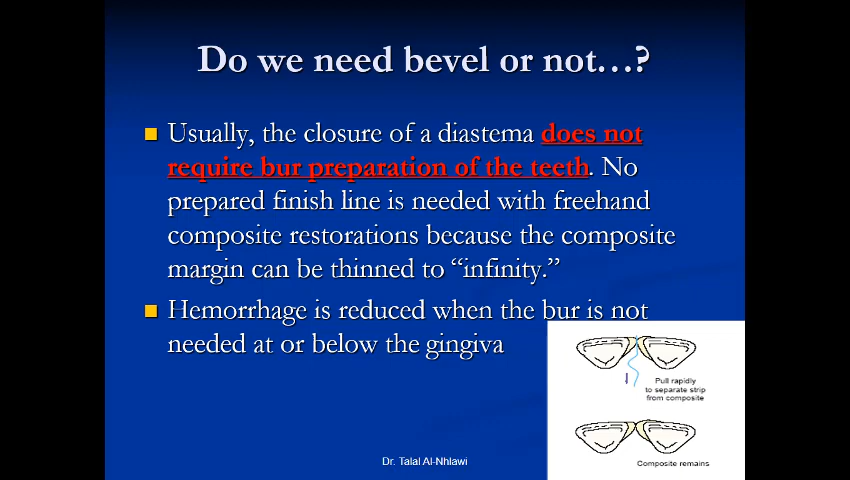 Do we need bevel or not…?
Usually, the closure of a diastema does not
require bur preparation of the teeth. No
prepared finish line is needed with freehand
composite restorations because the composite
margin can be thinned to “infinity.”
Hemorrhage is reduced when the bur is not
needed at or below the gingiva
Pull rapidly
to separate strip
from composite
Composite remains
Dr. Talal Al-Nhlawi